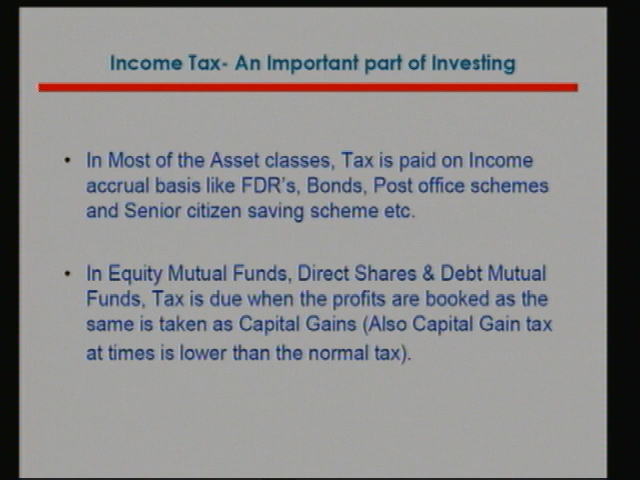 Income Tax- An Important part of Investing
• In Most of the Asset classes, Tax is paid on Income
accrual basis like FDR's, Bonds, Post office schemes
and Senior citizen saving scheme etc.
• In Equity Mutual Funds, Direct Shares & Debt Mutual
Funds, Tax is due when the profits are booked as the
same is taken as Capital Gains (Also Capital Gain tax
at times is lower than the normal tax).